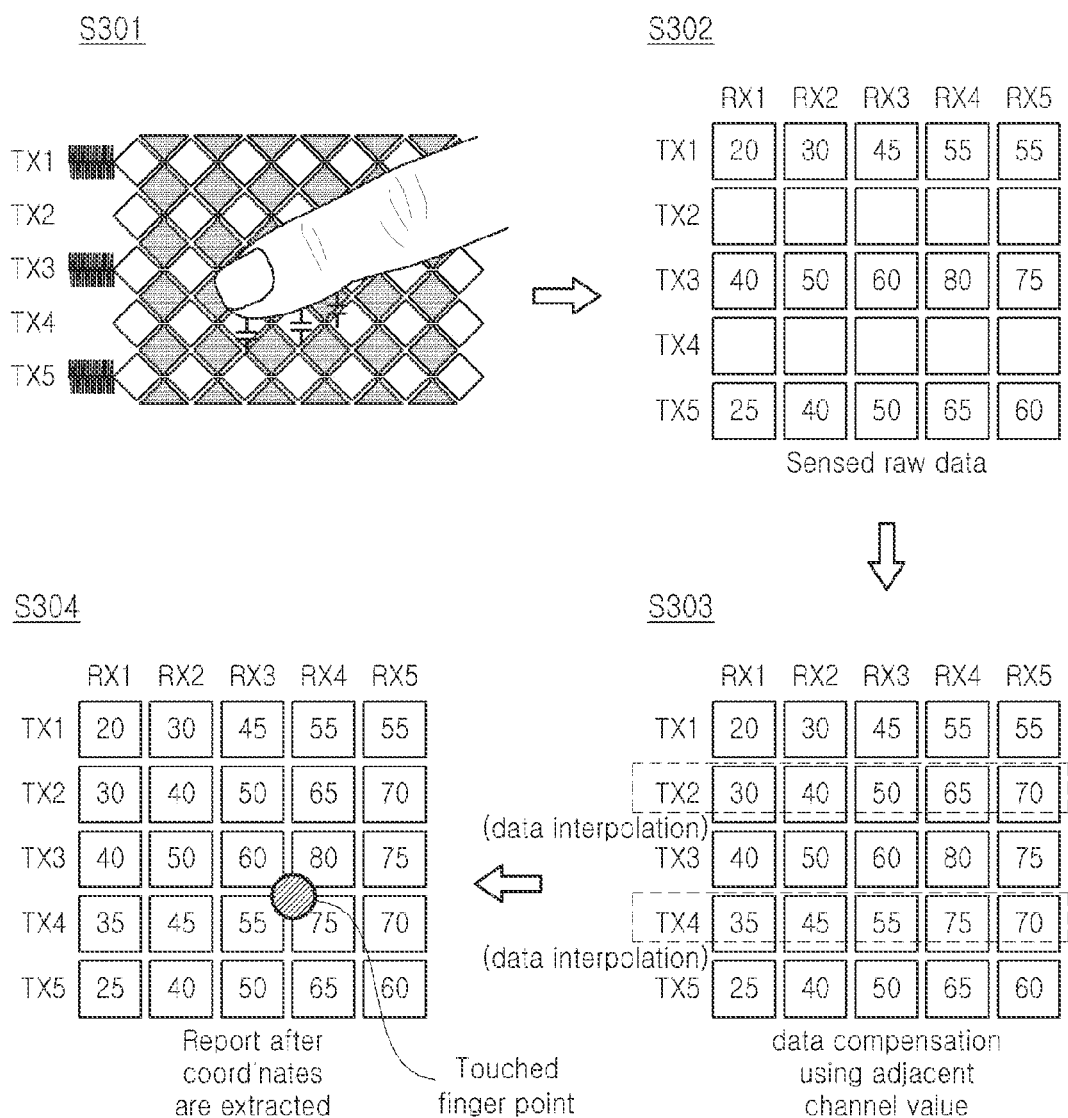 S301
TX1
TX2
TX3
TX4
TX5
S302
RX1 RX2 RX3 RX4 RX5
TX1 20 30 45 55 55
TX2
TX3 40 50 60 80 75
TX4
TX5 25 40 50 65 60
Sensed raw data
S304
RX1 RX2 RX3 RX4 RX5
TX1 20 30 45 55 55
TX2 30 40 50 65 70
TX3 40 50 60 80 75
TX4 35 45 55 75 70
TX5 25 40 50 65 60
Report after
coordinates
are extracted
Touched
finger point
S303
RX1 RX2 RX3 RX4 RX5
TX1 20 30 45 55 55
TX2 30 40 50 65 70
(data interpolation)
TX3 40 50 60 80 75
TX4 35 45 55 75 70
(data interpolation)
TX5 25 40 50 65 60
data compensation
using adjacent
channel value